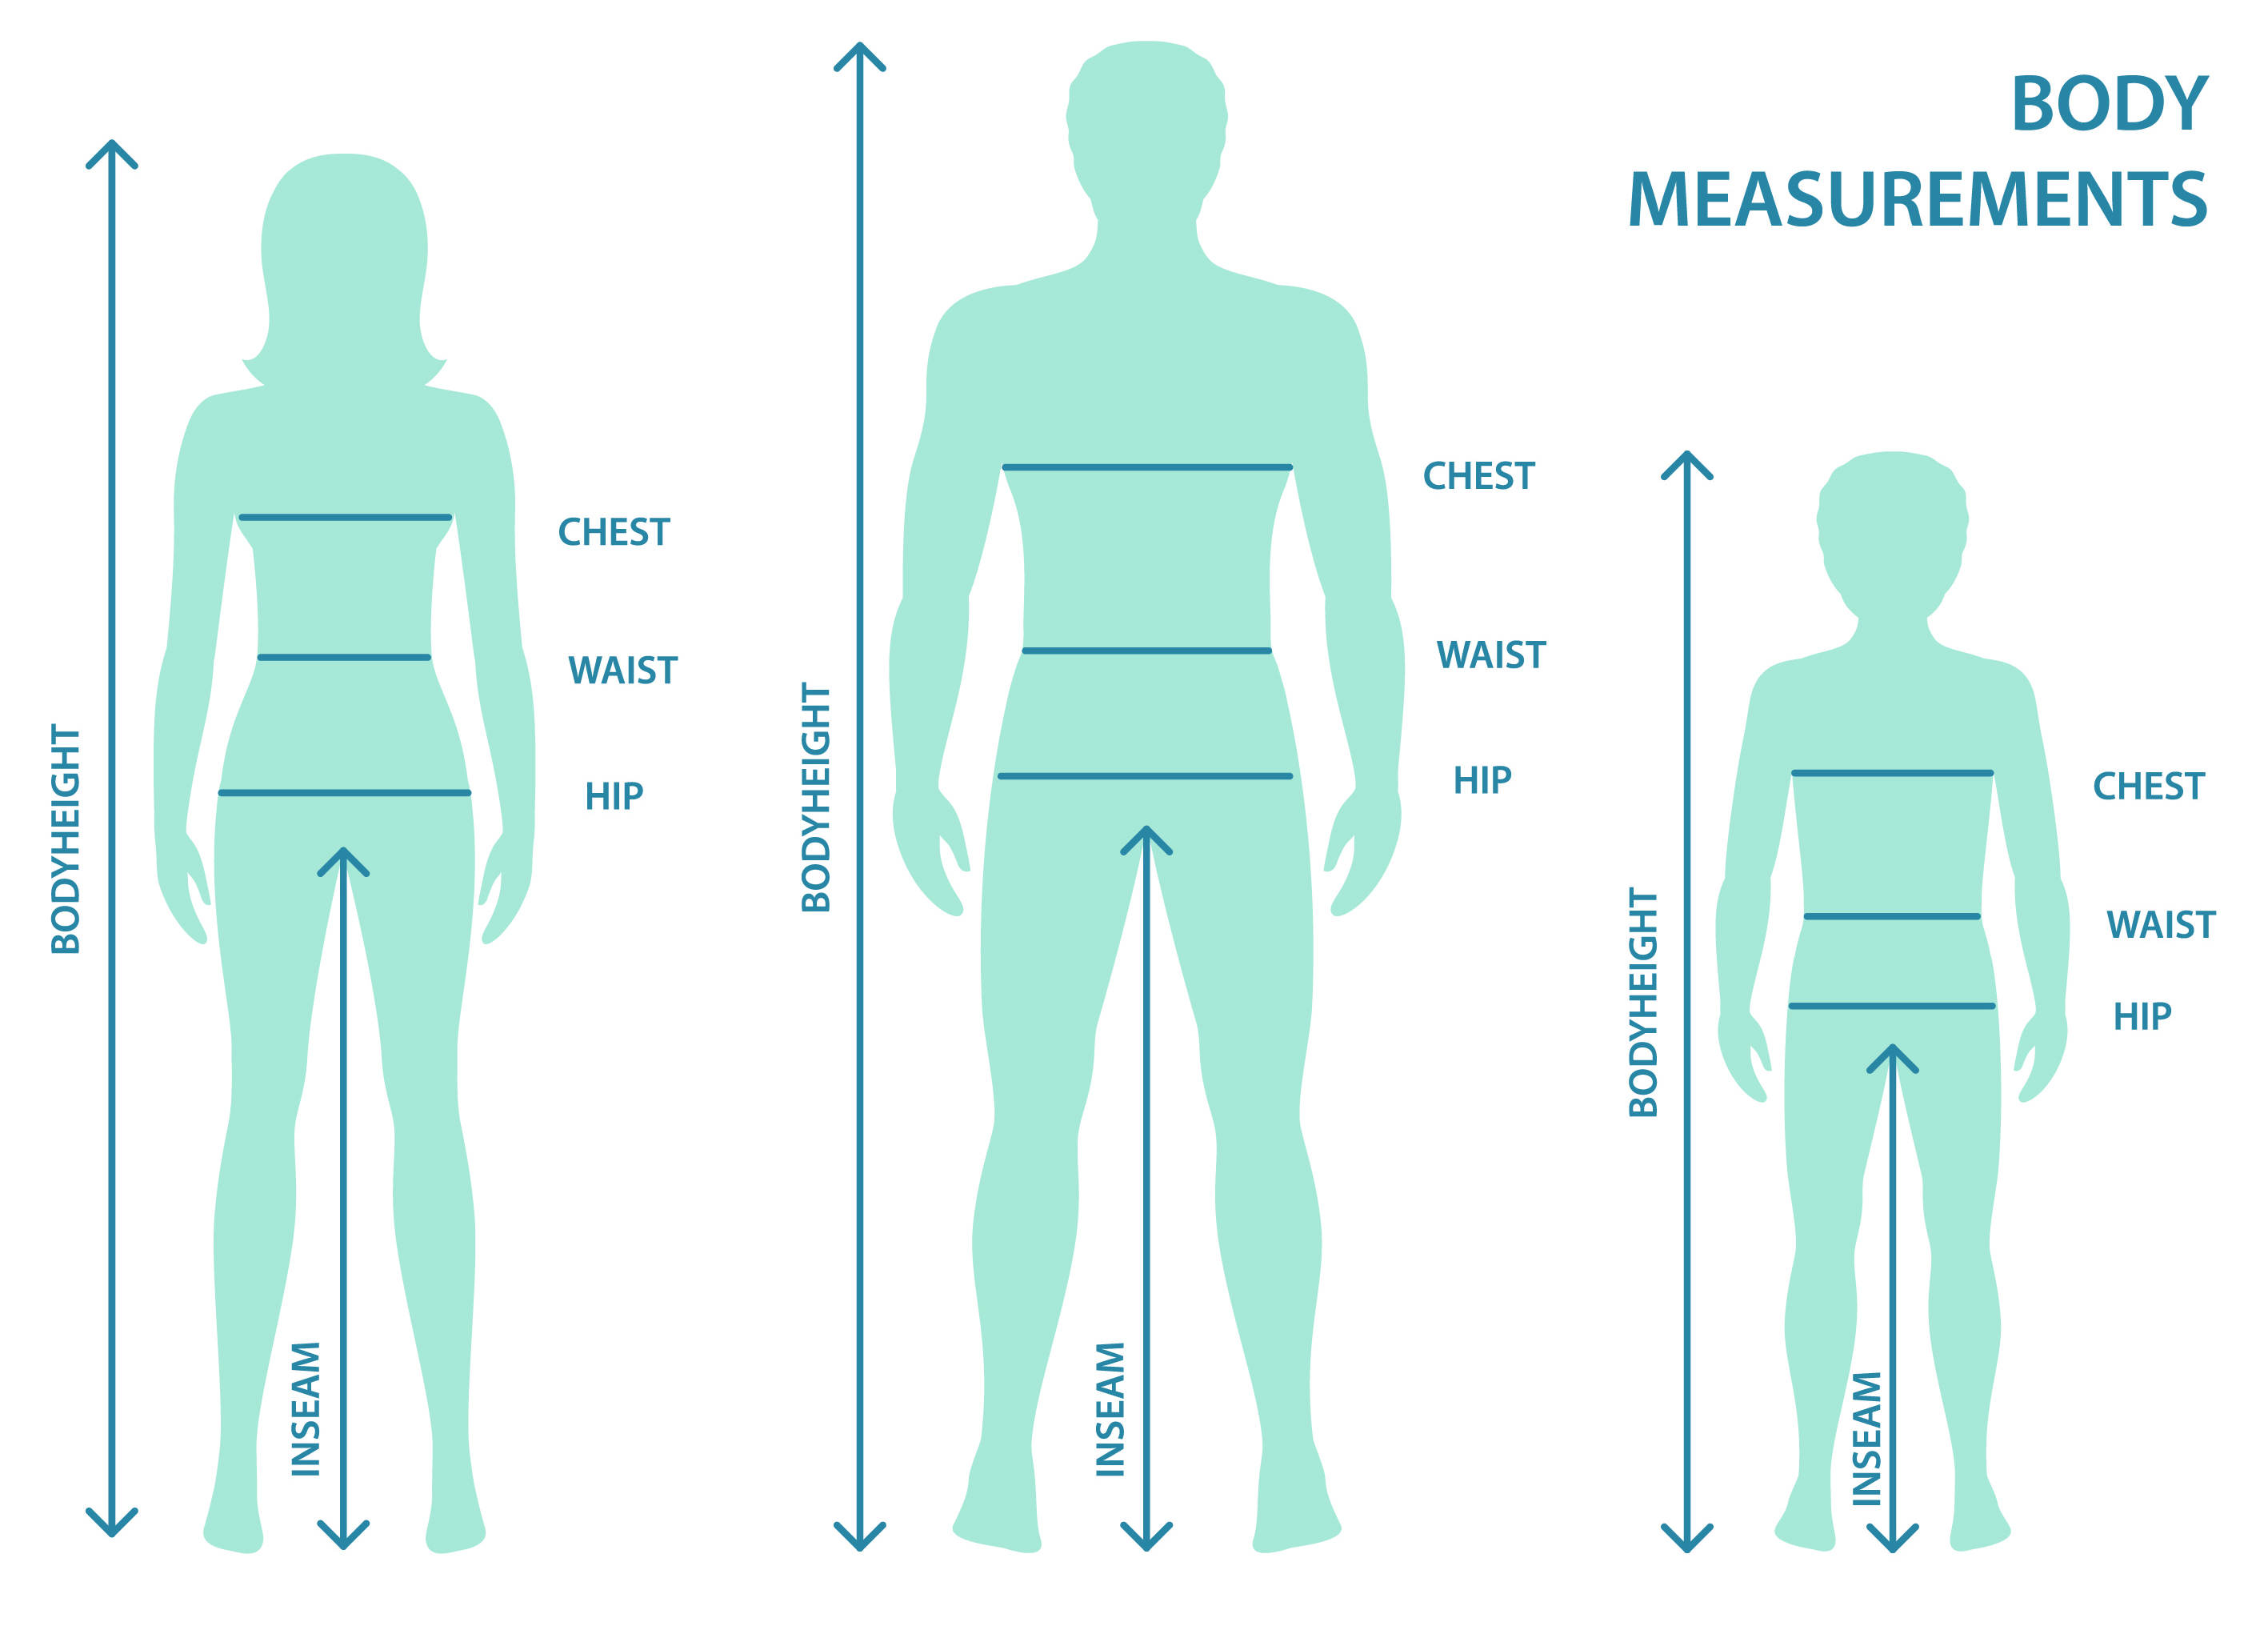 BODY
MEASUREMENTS
BODYHEIGHT
CHEST
WAIST
HIP
INSEAM
BODYHEIGHT
CHEST
WAIST
HIP
INSEAM
BODYHEIGHT
CHEST
WAIST
HIP
INSEAM